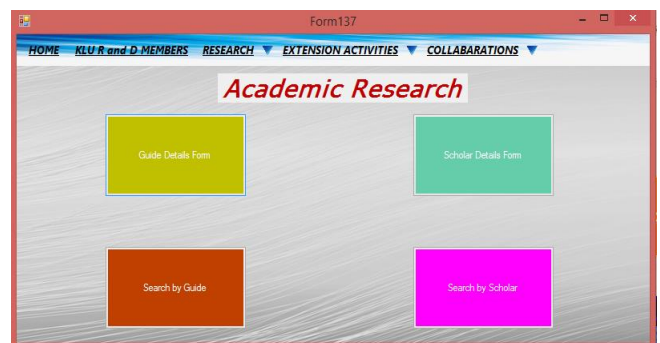 Form137
HOME KLU R and D MEMBERS RESEARCH EXTENSION ACTIVITIES COLLABARATIONS
Academic Research
Guide Details Form Scholar Details Form
Search by Guide Search by Scholar